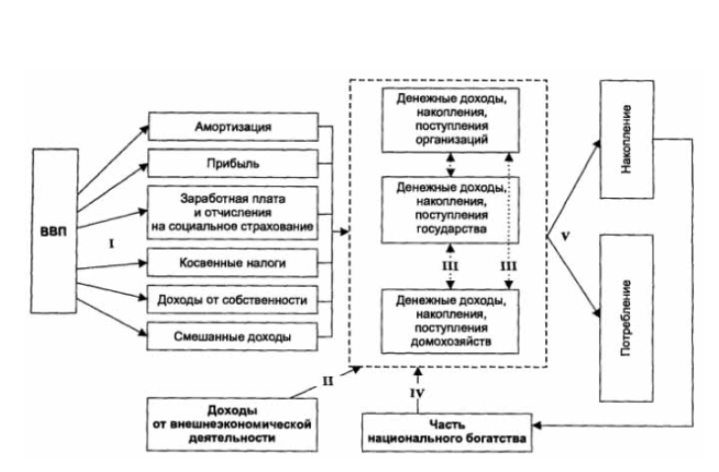 ВВП
I
Амортизация
Прибыль
Заработная плата
и отчисления
на социальное страхование
Косвенные налоги
Доходы от собственности
Смешанные доходы
Доходы
от внешнеэкономической
деятельности
II
Денежные доходы,
накопления,
поступления
организаций
Денежные доходы,
накопления,
поступления
государства
III
III
Денежные доходы,
накопления,
поступления
домохозяйств
IV
Часть
национального богатства
V
Накопление
Потребление